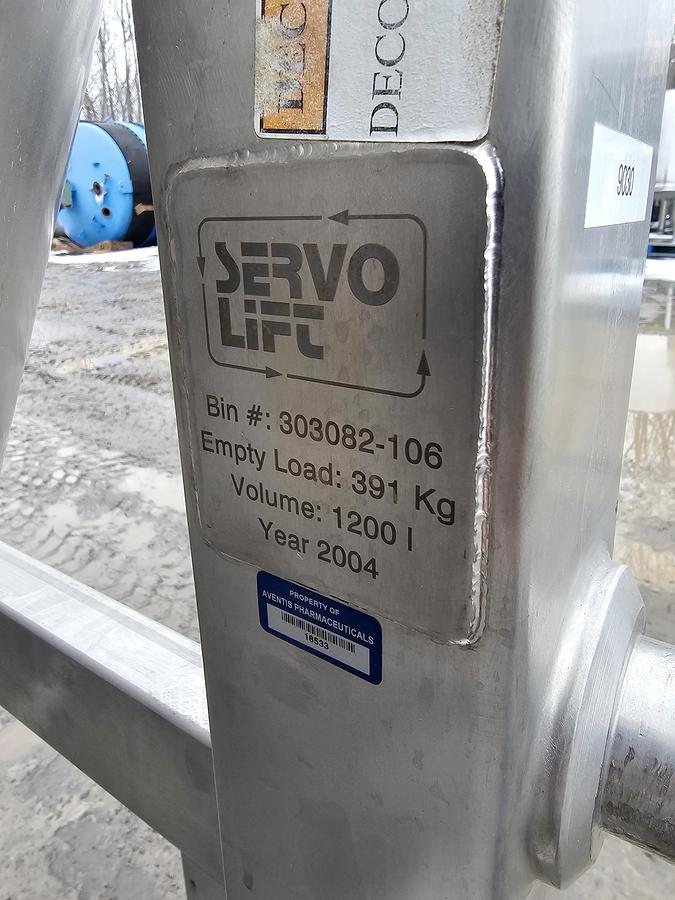 DECO
9030
SERVO
LiFt
Bin #: 303082-106
Empty Load: 391 Kg
Volume: 1200 l
Year 2004
PROPERTY OF
AVENTIS PHARMACEUTICALS
18533